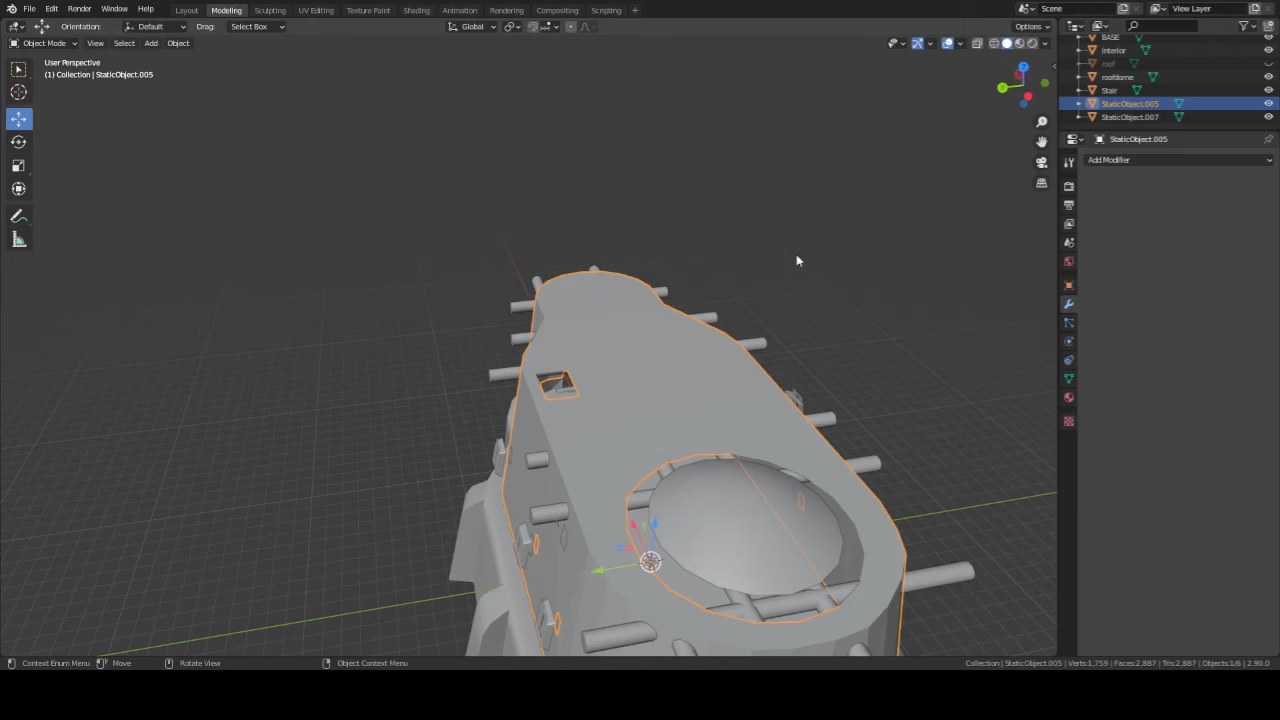 File Edit Render Window Help Layout Modeling Sculpting UV Editing Texture Paint Shading Animation Rendering Compositing Scripting + Scene View Layer
Orientation: Default Drag: Select Box Global Options
Object Mode View Select Add Object
User Perspective
(1) Collection | StaticObject.005
BASE
Interior
roof
roofdome
Stair
StaticObject.005
StaticObject.007
StaticObject.005
Add Modifier
Z
Y
Context Enum Menu Move Rotate View Object Context Menu Collection | StaticObject.005 | Verts:1,759 | Faces:2,887 | Tris:2,887 | Objects:1/6 | 2.90.0